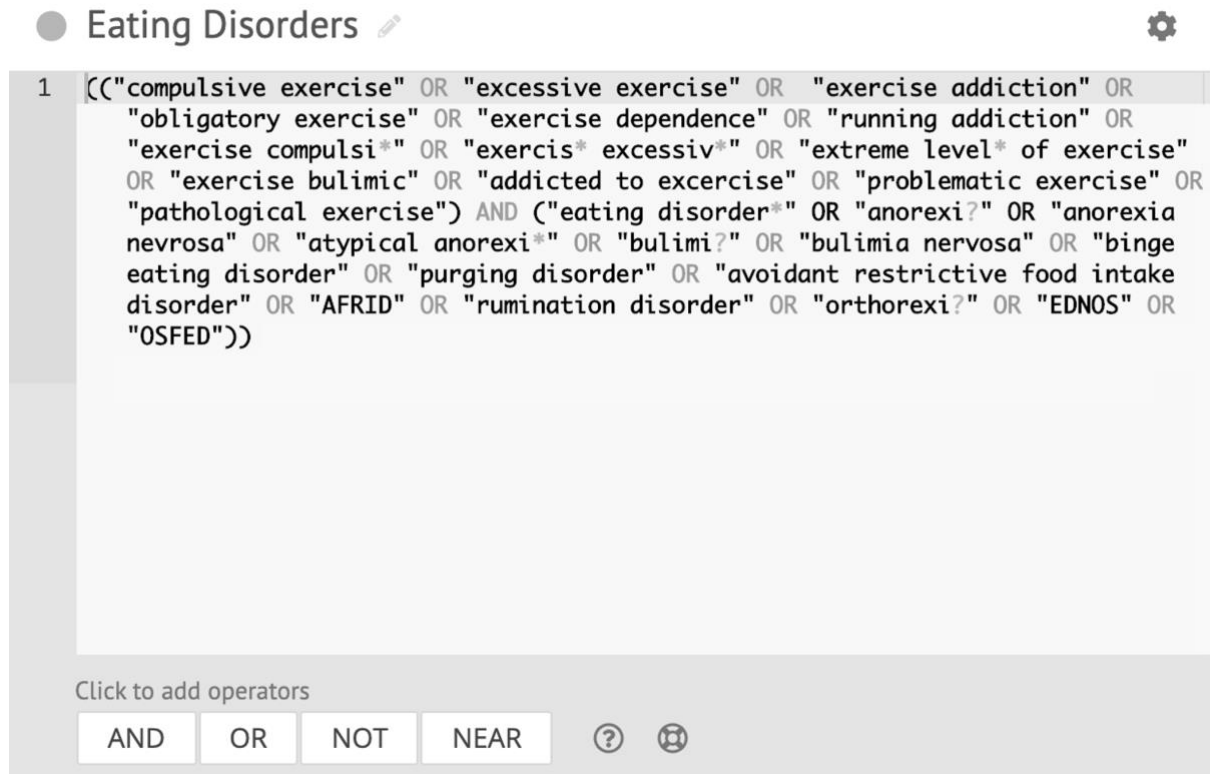 Eating Disorders
1 (("compulsive exercise" OR "excessive exercise" OR  "exercise addiction" OR
"obligatory exercise" OR "exercise dependence" OR "running addiction" OR
"exercise compulsi*" OR "exercis* excessiv*" OR "extreme level* of exercise"
OR "exercise bulimic" OR "addicted to excercise" OR "problematic exercise" OR
"pathological exercise") AND ("eating disorder*" OR "anorexi?" OR "anorexia
nevrosa" OR "atypical anorexi*" OR "bulimi?" OR "bulimia nervosa" OR "binge
eating disorder" OR "purging disorder" OR "avoidant restrictive food intake
disorder" OR "AFRID" OR "rumination disorder" OR "orthorexi?" OR "EDNOS" OR
"OSFED"))
Click to add operators
AND OR NOT NEAR ?